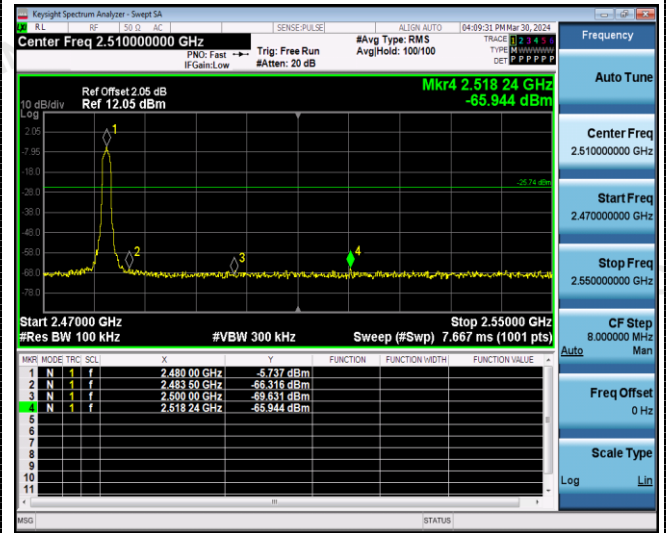 Keysight Spectrum Analyzer - Swept SA
RL RF 50 Ω AC SENSE:PULSE ALIGN AUTO 04:09:31 PM Mar 30, 2024
Center Freq 2.510000000 GHz
PNO: Fast
IFGain:Low
Trig: Free Run
#Atten: 20 dB
#Avg Type: RMS
Avg|Hold: 100/100
TRACE 1 2 3 4 5 6
TYPE M WWWWW
DET P P P P P P
Ref Offset 2.05 dB
Ref 12.05 dBm
10 dB/div
Log
Mkr4 2.518 24 GHz
-65.944 dBm
2.05
-7.95
-18.0
-28.0
-38.0
-48.0
-58.0
-68.0
-78.0
1
2
3
4
-25.74 dBm
Start 2.47000 GHz Stop 2.55000 GHz
#Res BW 100 kHz #VBW 300 kHz Sweep (#Swp) 7.667 ms (1001 pts)
MKR MODE TRC SCL X Y FUNCTION FUNCTION WIDTH FUNCTION VALUE
1 N 1 f 2.480 00 GHz -5.737 dBm
2 N 1 f 2.483 50 GHz -66.316 dBm
3 N 1 f 2.500 00 GHz -69.631 dBm
4 N 1 f 2.518 24 GHz -65.944 dBm
5
6
7
8
9
10
11
MSG STATUS
Frequency
Auto Tune
Center Freq
2.510000000 GHz
Start Freq
2.470000000 GHz
Stop Freq
2.550000000 GHz
CF Step
8.000000 MHz
Auto Man
Freq Offset
0 Hz
Scale Type
Log Lin